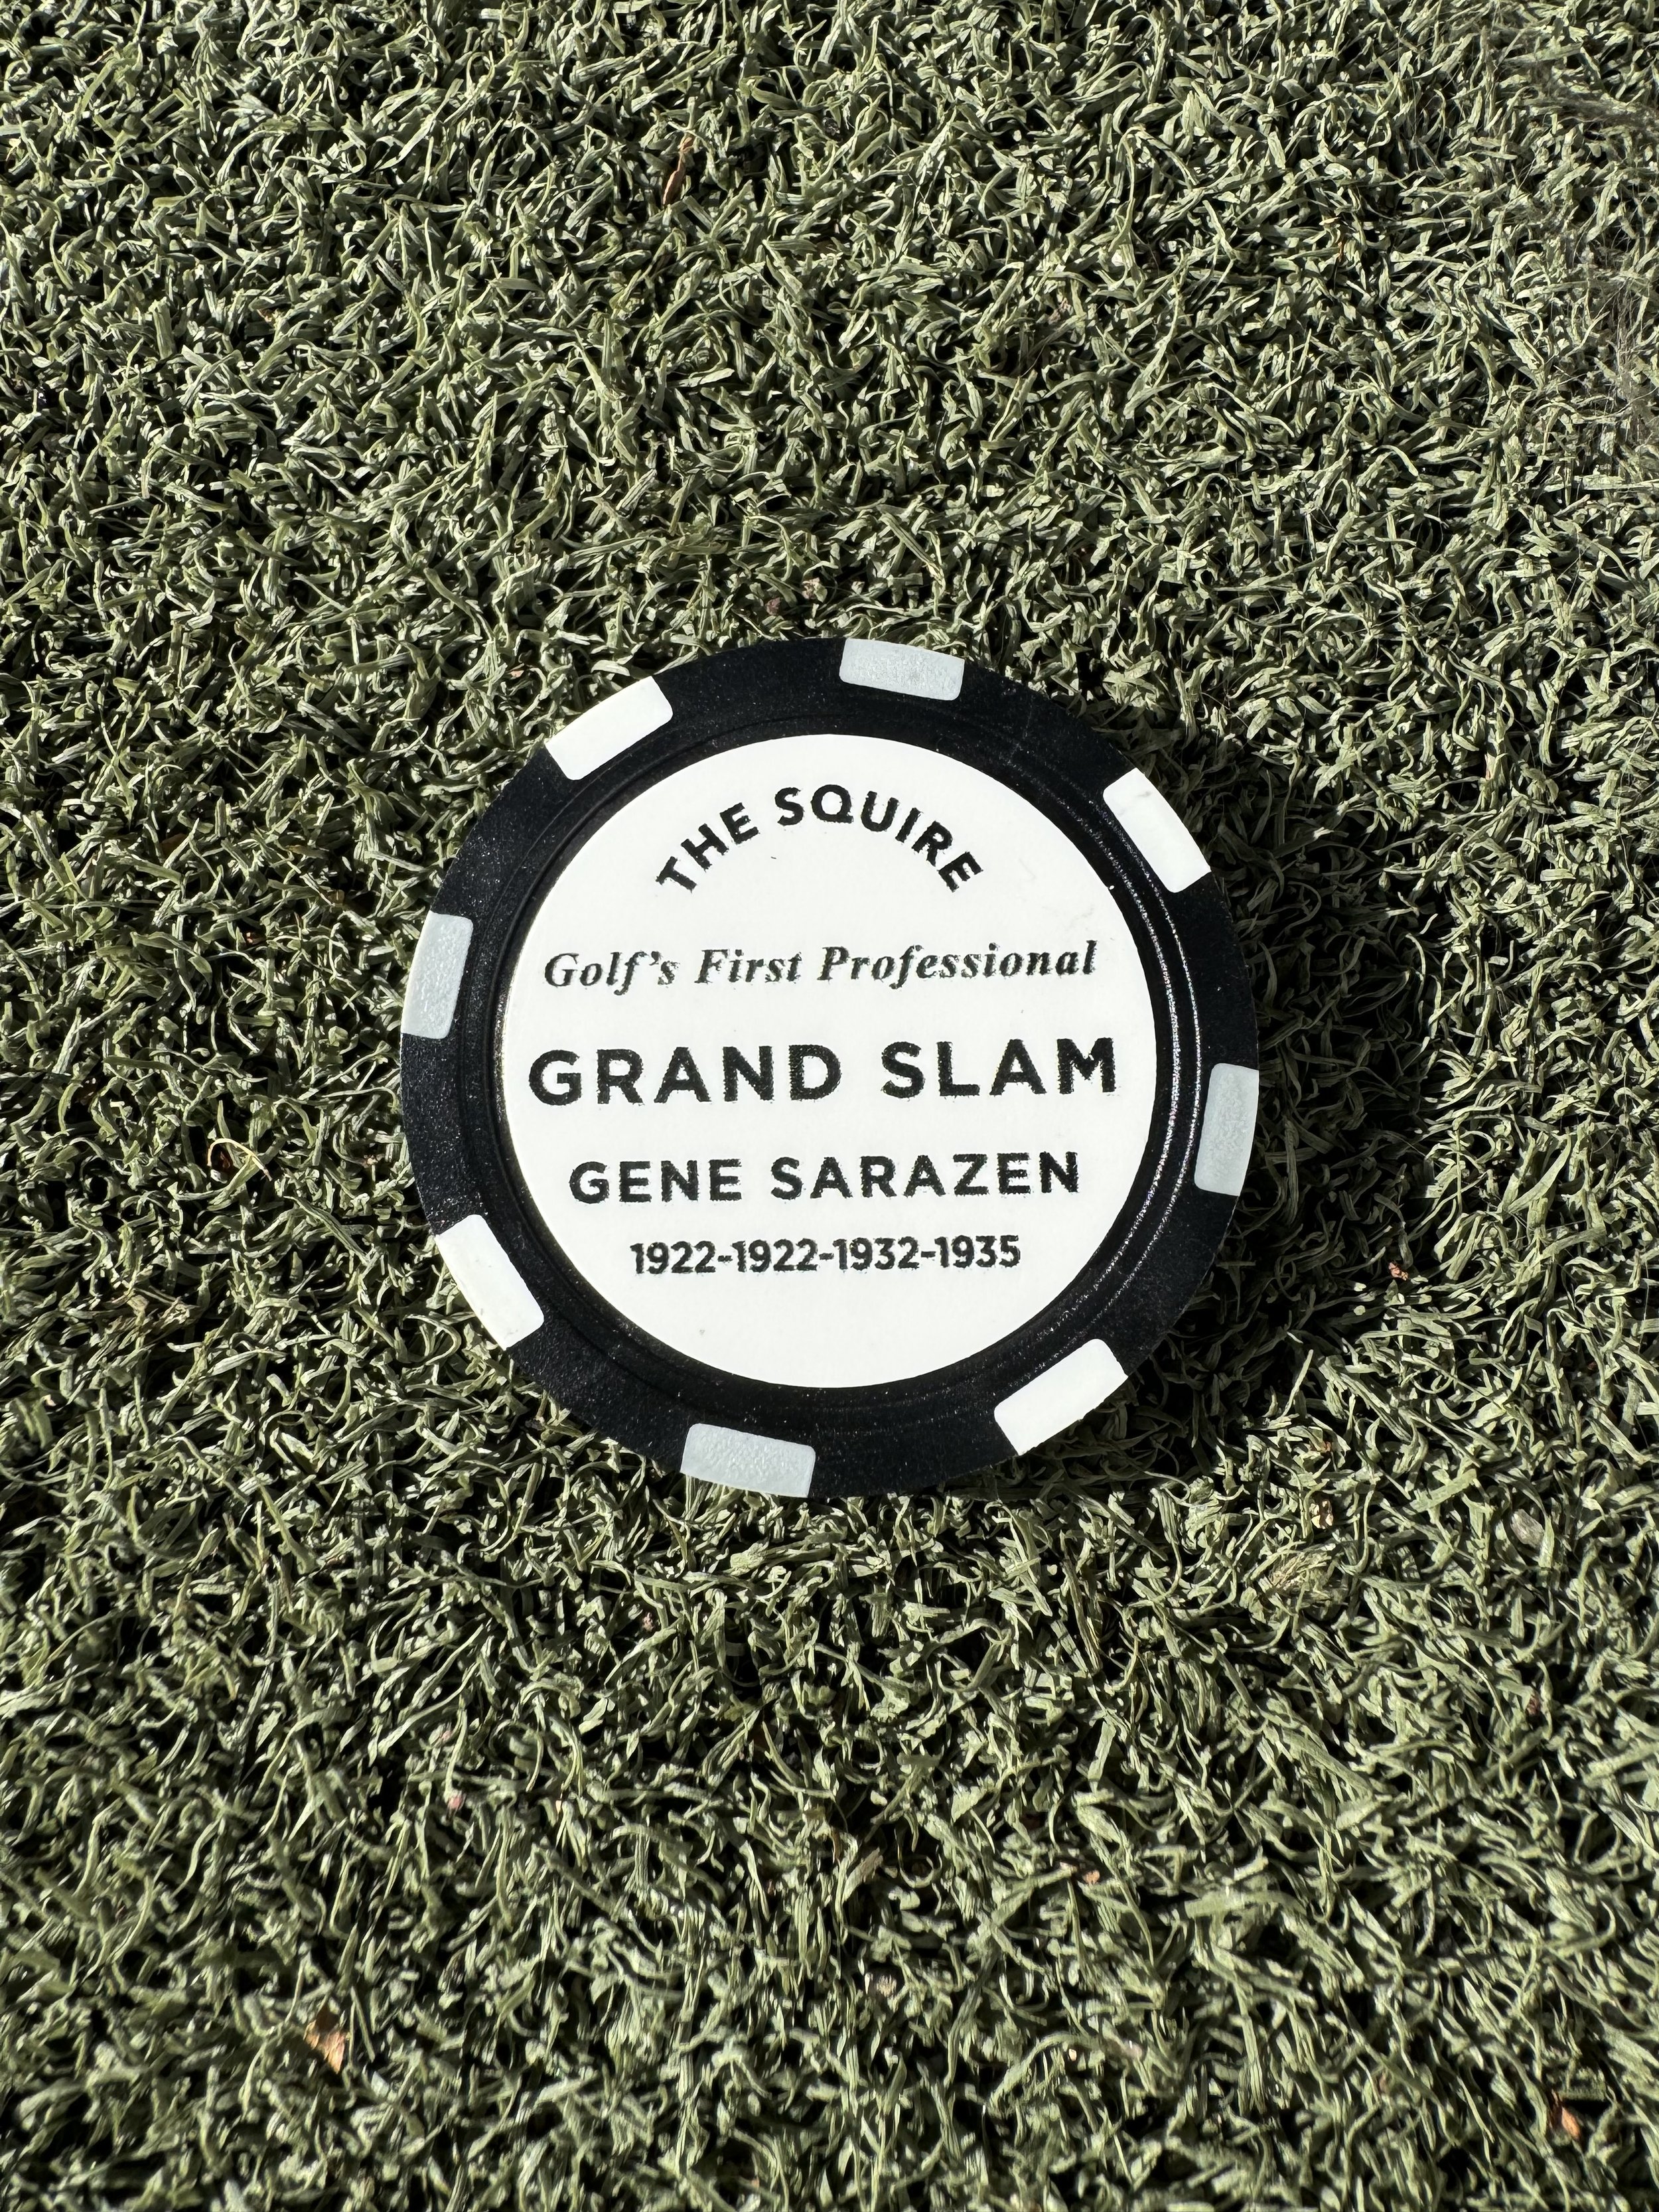 THE SQUIRE
Golf's First Professional
GRAND SLAM
GENE SARAZEN
1922-1922-1932-1935